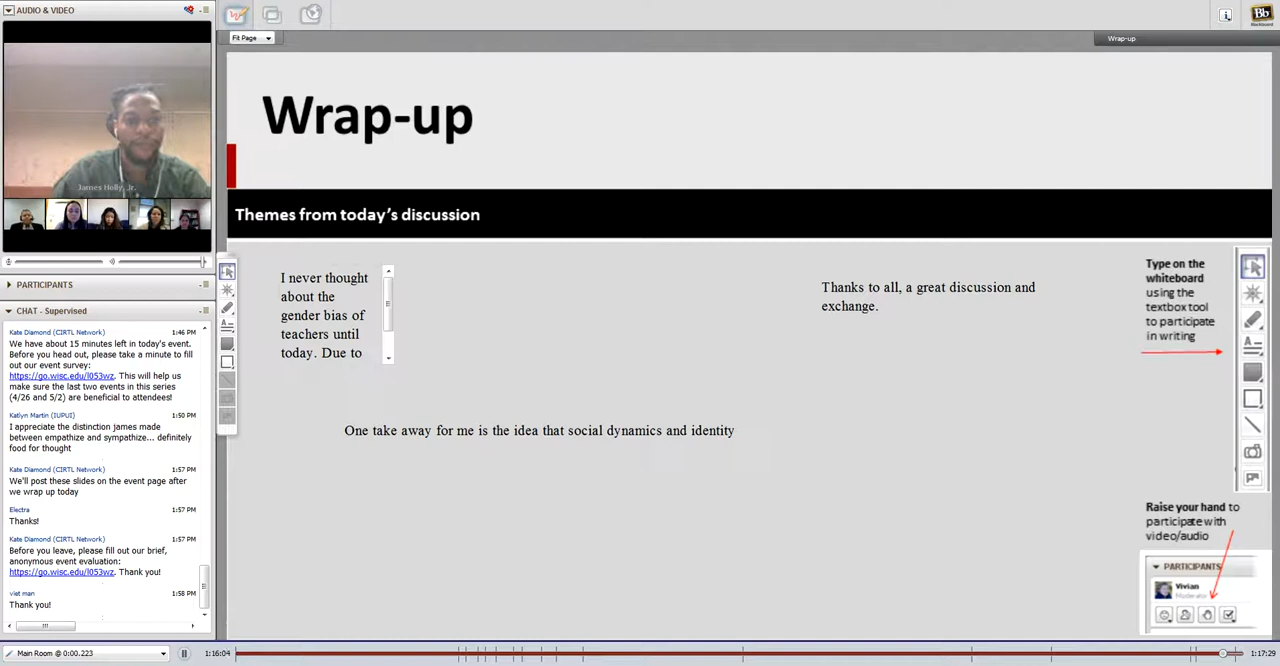 AUDIO & VIDEO
James Holly, Jr.
PARTICIPANTS
CHAT - Supervised
Kate Diamond (CIRTL Network) 1:46 PM
We have about 15 minutes left in today's event.
Before you head out, please take a minute to fill
out our event survey:
https://go.wisc.edu/l053wz. This will help us
make sure the last two events in this series
(4/26 and 5/2) are beneficial to attendees!
Katlyn Martin (IUPUI) 1:50 PM
I appreciate the distinction james made
between empathize and sympathize... definitely
food for thought
Kate Diamond (CIRTL Network) 1:57 PM
We'll post these slides on the event page after
we wrap up today
Electra 1:57 PM
Thanks!
Kate Diamond (CIRTL Network) 1:57 PM
Before you leave, please fill out our brief,
anonymous event evaluation:
https://go.wisc.edu/l053wz. Thank you!
viet man 1:58 PM
Thank you!
Main Room @ 0:00.223
1:16:04
1:17:29
Fit Page
Wrap-up
Bb
Blackboard
Wrap-up
Themes from today's discussion
I never thought
about the
gender bias of
teachers until
today. Due to
Thanks to all, a great discussion and
exchange.
One take away for me is the idea that social dynamics and identity
Type on the
whiteboard
using the
textbox tool
to participate
in writing
Raise your hand to
participate with
video/audio
PARTICIPANTS
Vivian
Moderator